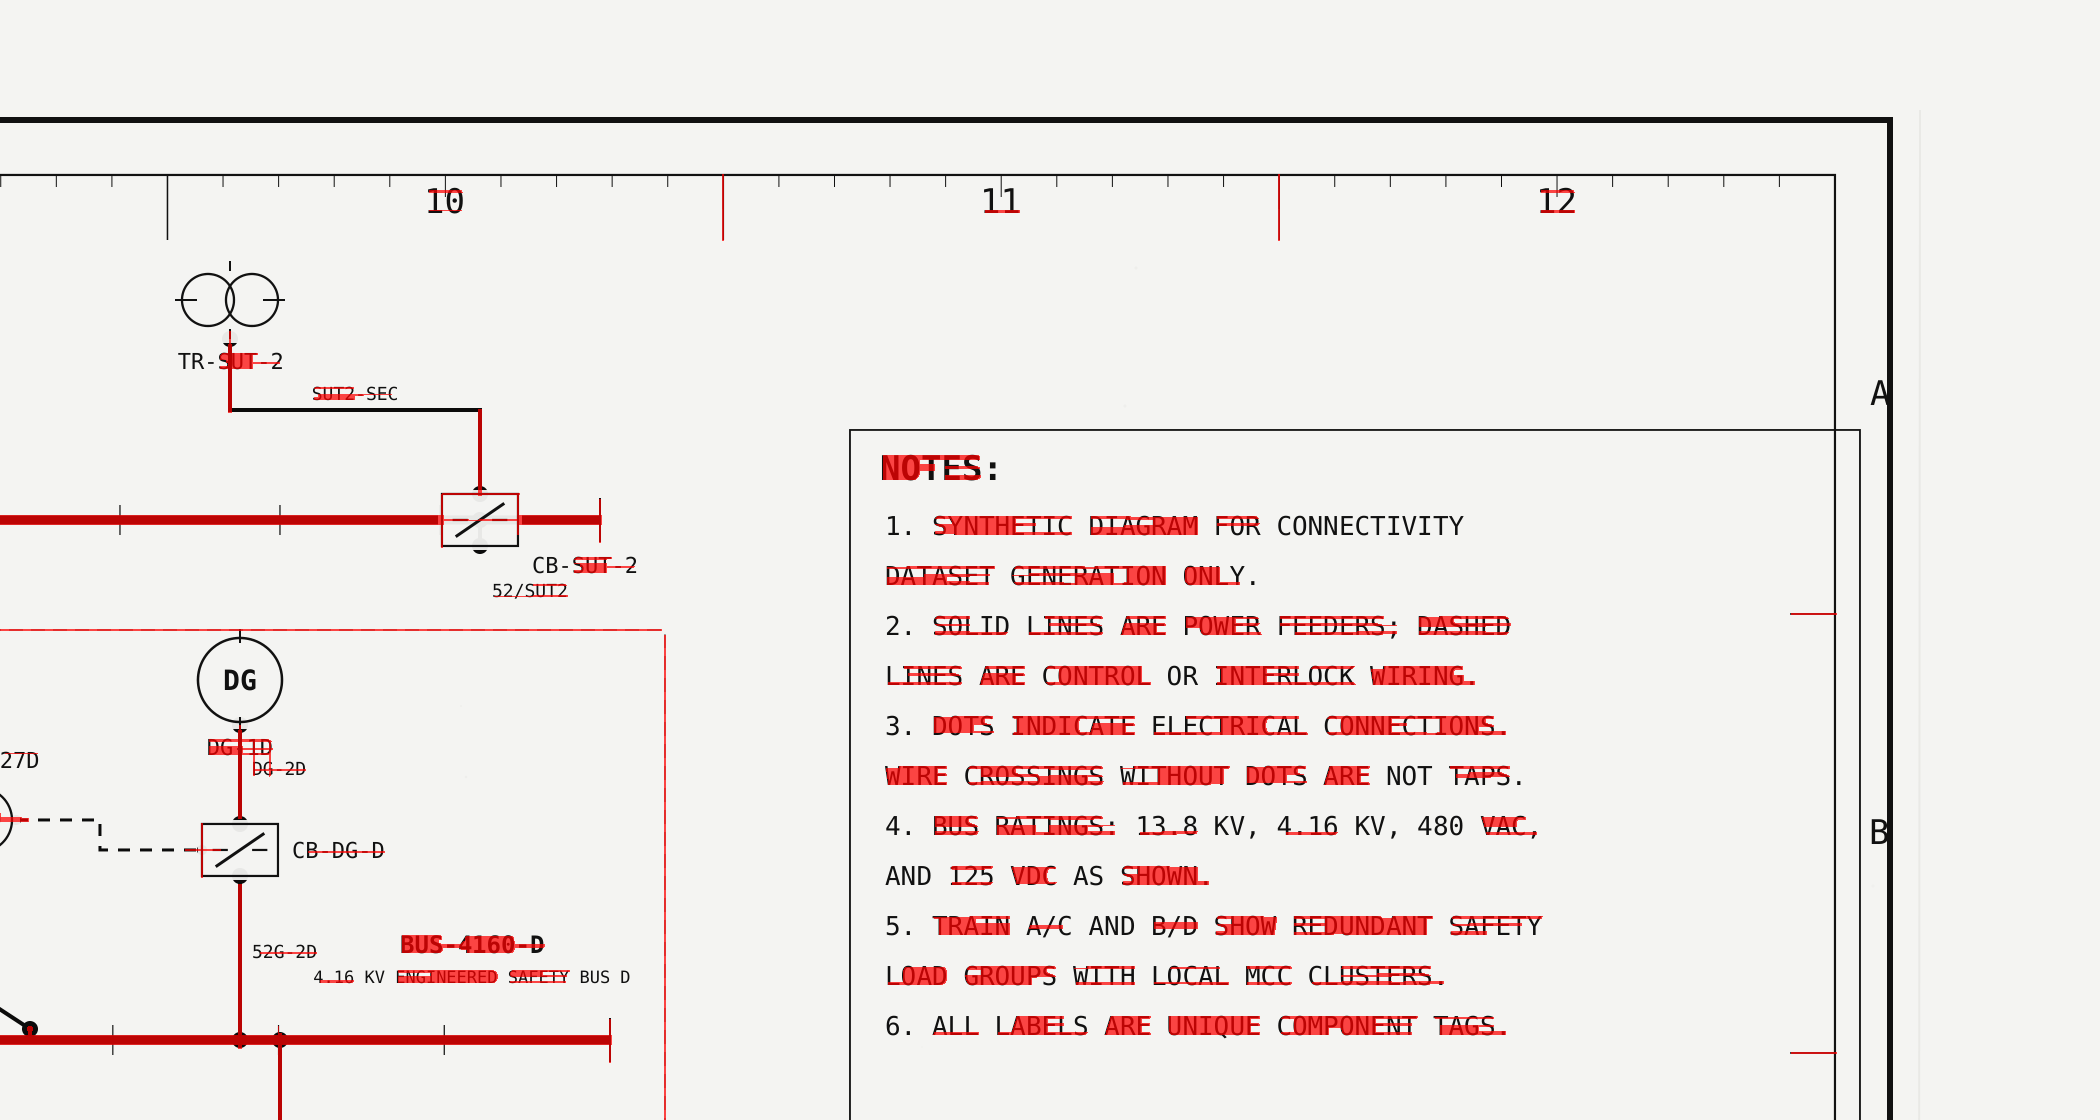 10 11 12
TR-SUT-2
SUT2-SEC
A
CB-SUT-2
52/SUT2
DG
DG-1D
DG-2D
27D
CB-DG-D
52G-2D
BUS-4160-D
4.16 KV ENGINEERED SAFETY BUS D
NOTES:
1. SYNTHETIC DIAGRAM FOR CONNECTIVITY
DATASET GENERATION ONLY.
2. SOLID LINES ARE POWER FEEDERS; DASHED
LINES ARE CONTROL OR INTERLOCK WIRING.
3. DOTS INDICATE ELECTRICAL CONNECTIONS.
WIRE CROSSINGS WITHOUT DOTS ARE NOT TAPS.
4. BUS RATINGS: 13.8 KV, 4.16 KV, 480 VAC,
AND 125 VDC AS SHOWN.
5. TRAIN A/C AND B/D SHOW REDUNDANT SAFETY
LOAD GROUPS WITH LOCAL MCC CLUSTERS.
6. ALL LABELS ARE UNIQUE COMPONENT TAGS.
B